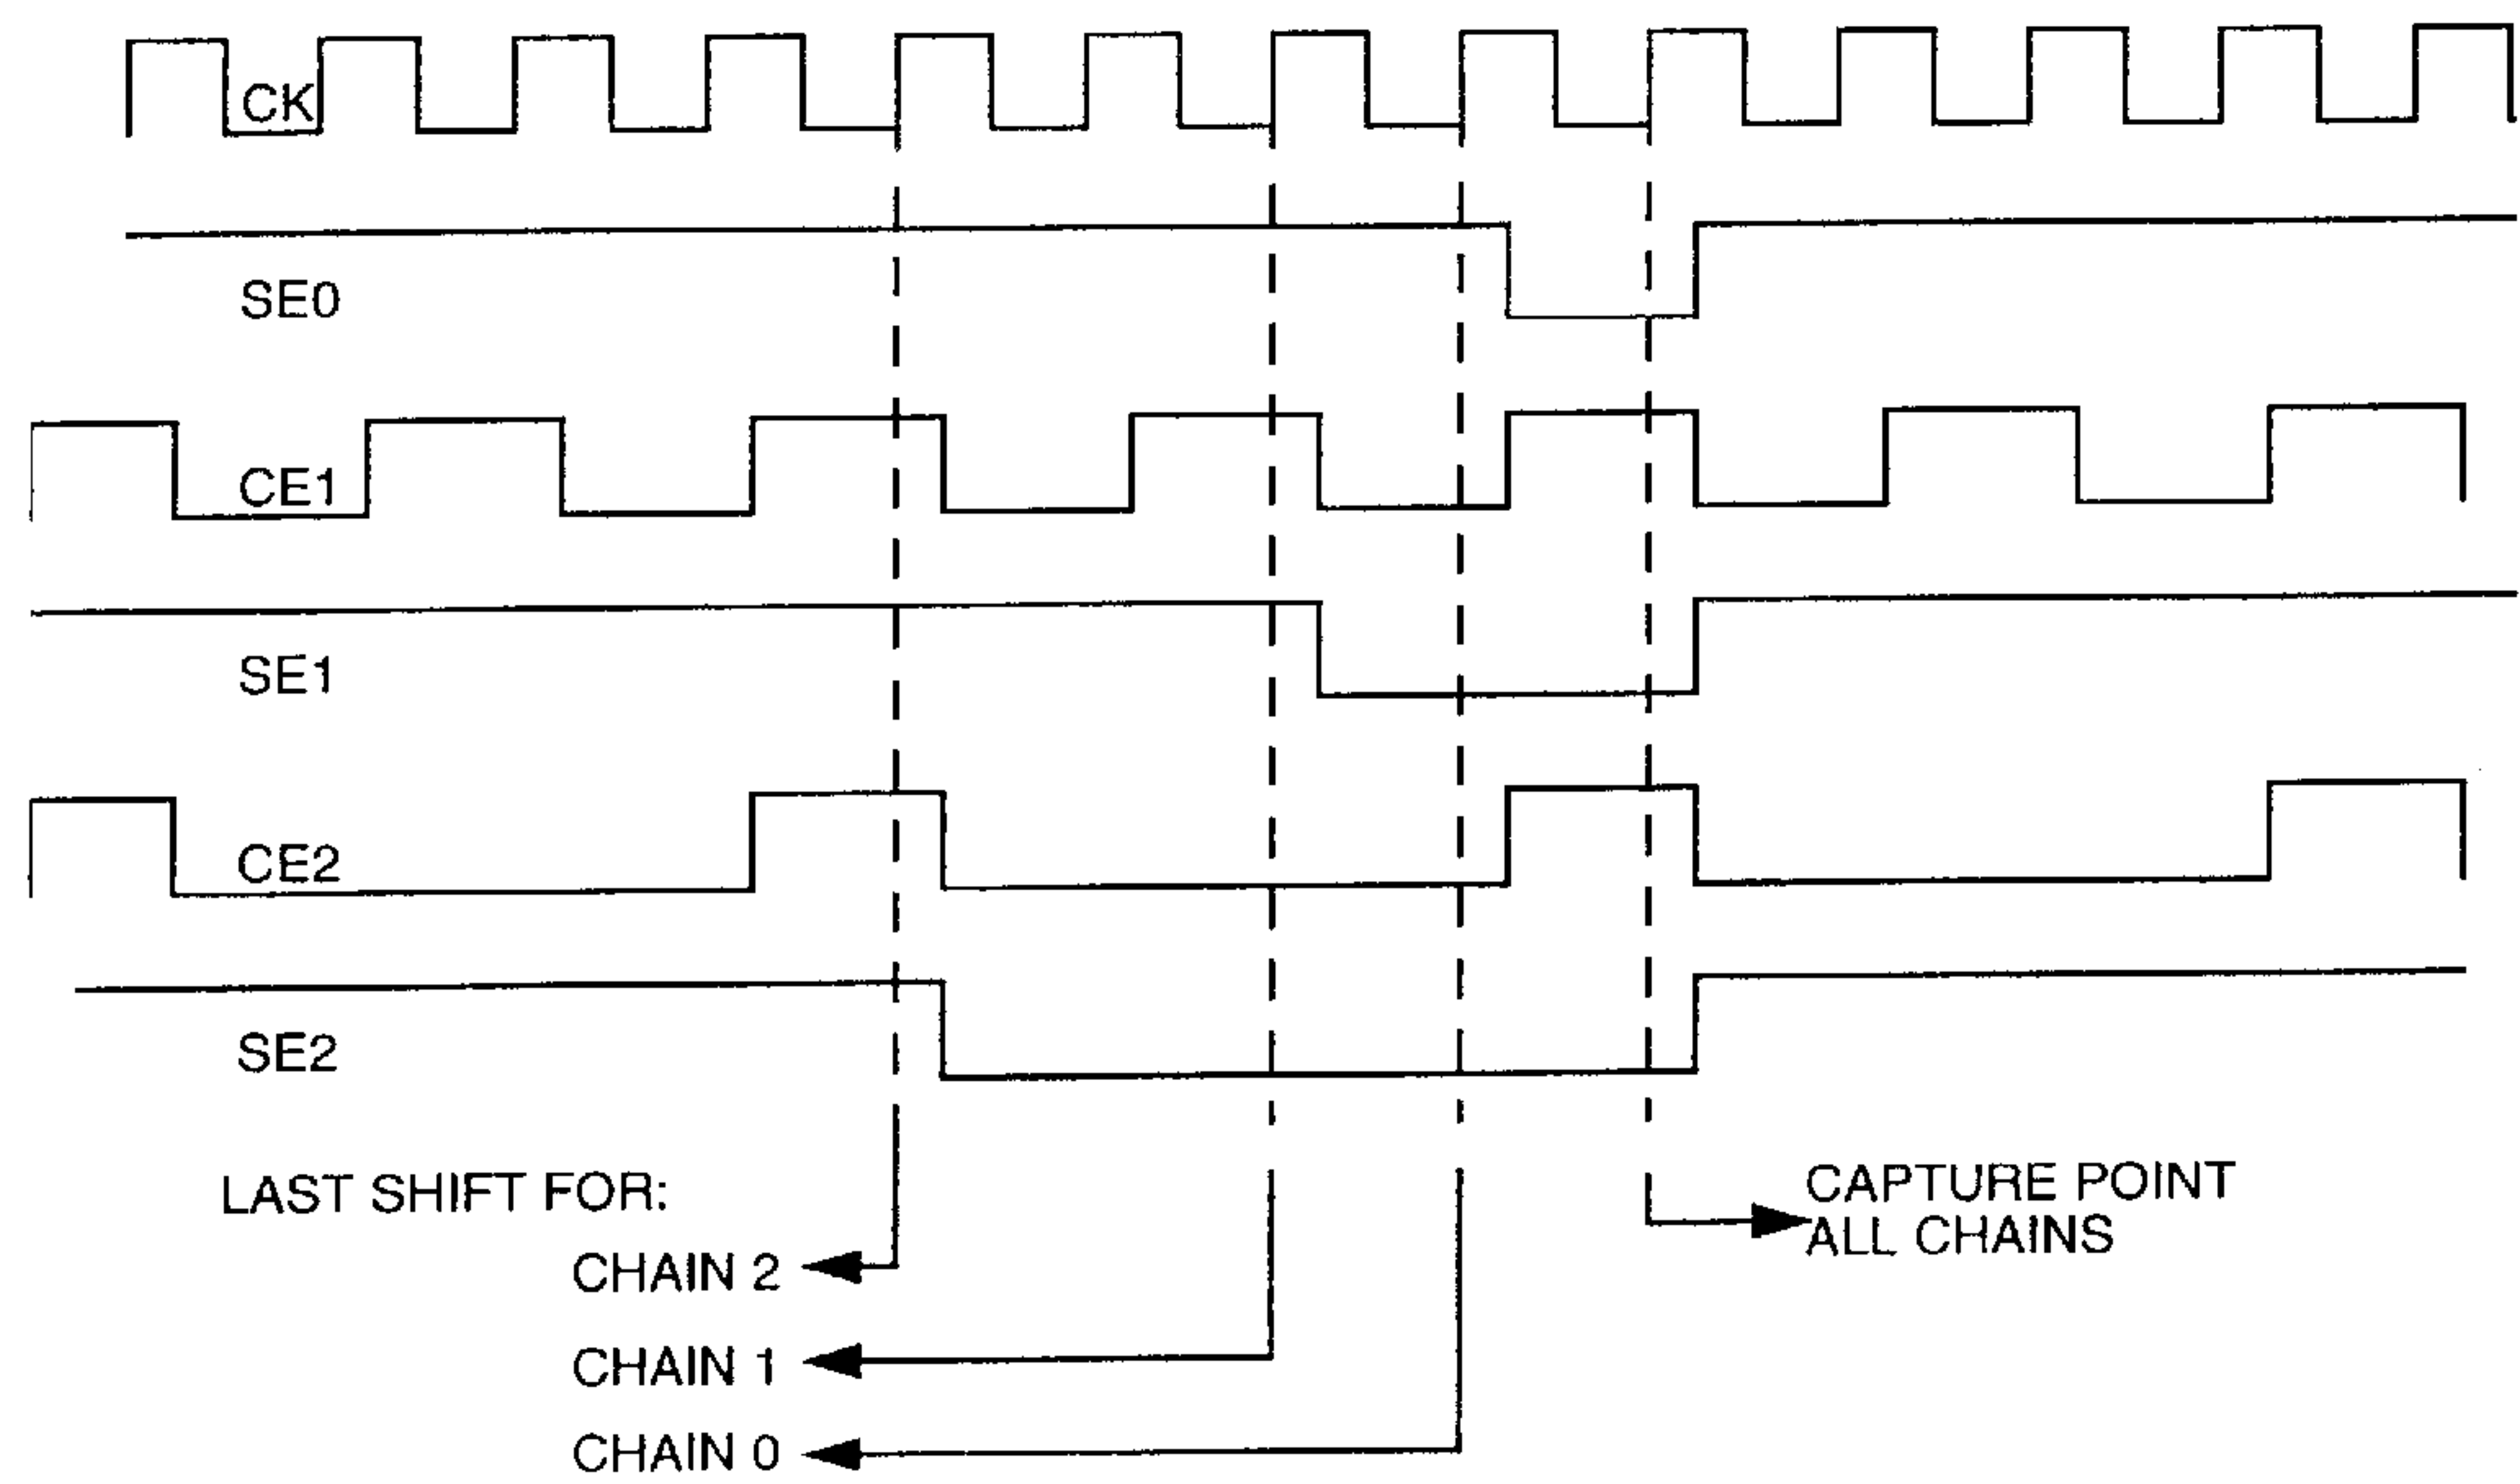 CK
SE0
CE1
SE1
CE2
SE2
LAST SHIFT FOR:
CHAIN 2
CHAIN 1
CHAIN 0
CAPTURE POINT
ALL CHAINS